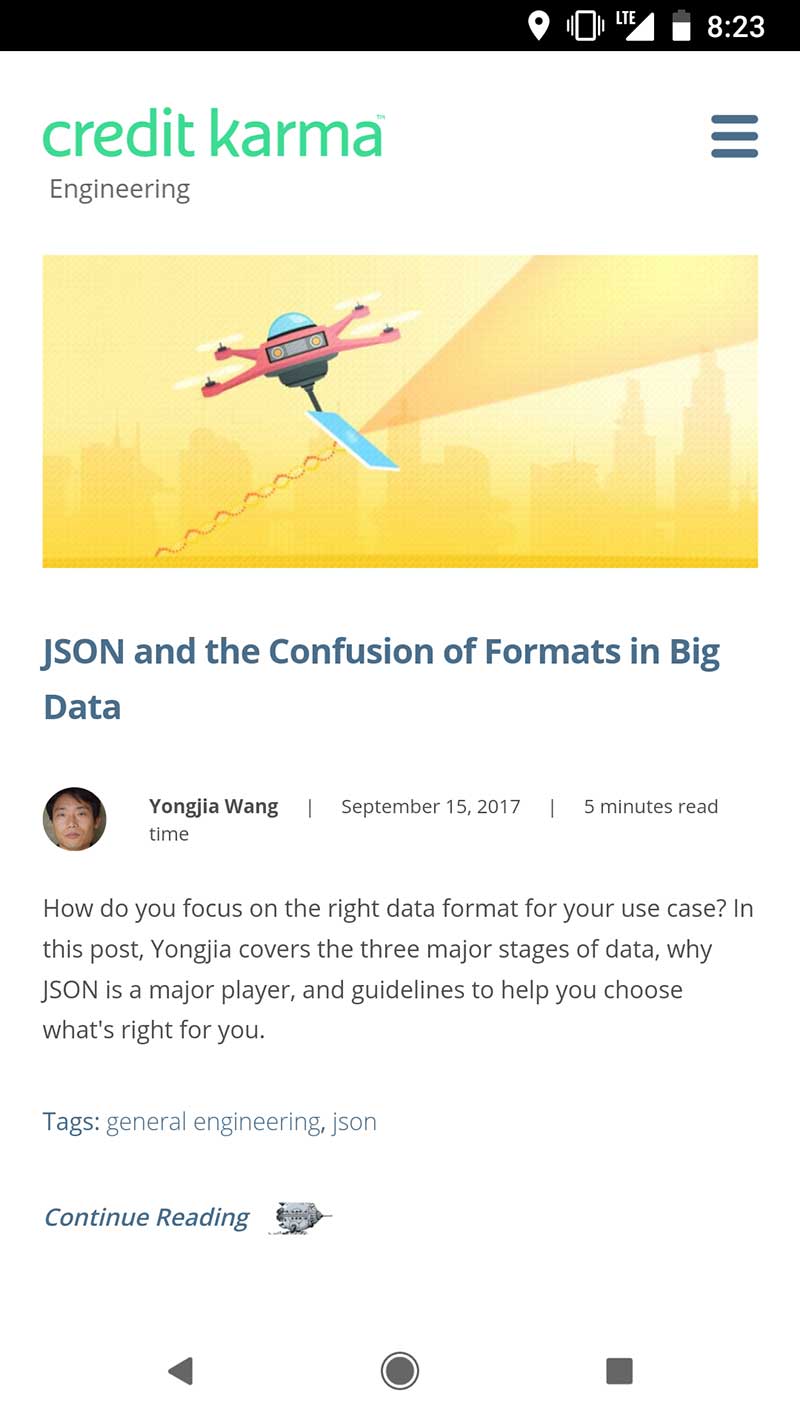 LTE 8:23
credit karma™
Engineering
JSON and the Confusion of Formats in Big
Data
Yongjia Wang | September 15, 2017 | 5 minutes read
time
How do you focus on the right data format for your use case? In
this post, Yongjia covers the three major stages of data, why
JSON is a major player, and guidelines to help you choose
what's right for you.
Tags: general engineering, json
Continue Reading